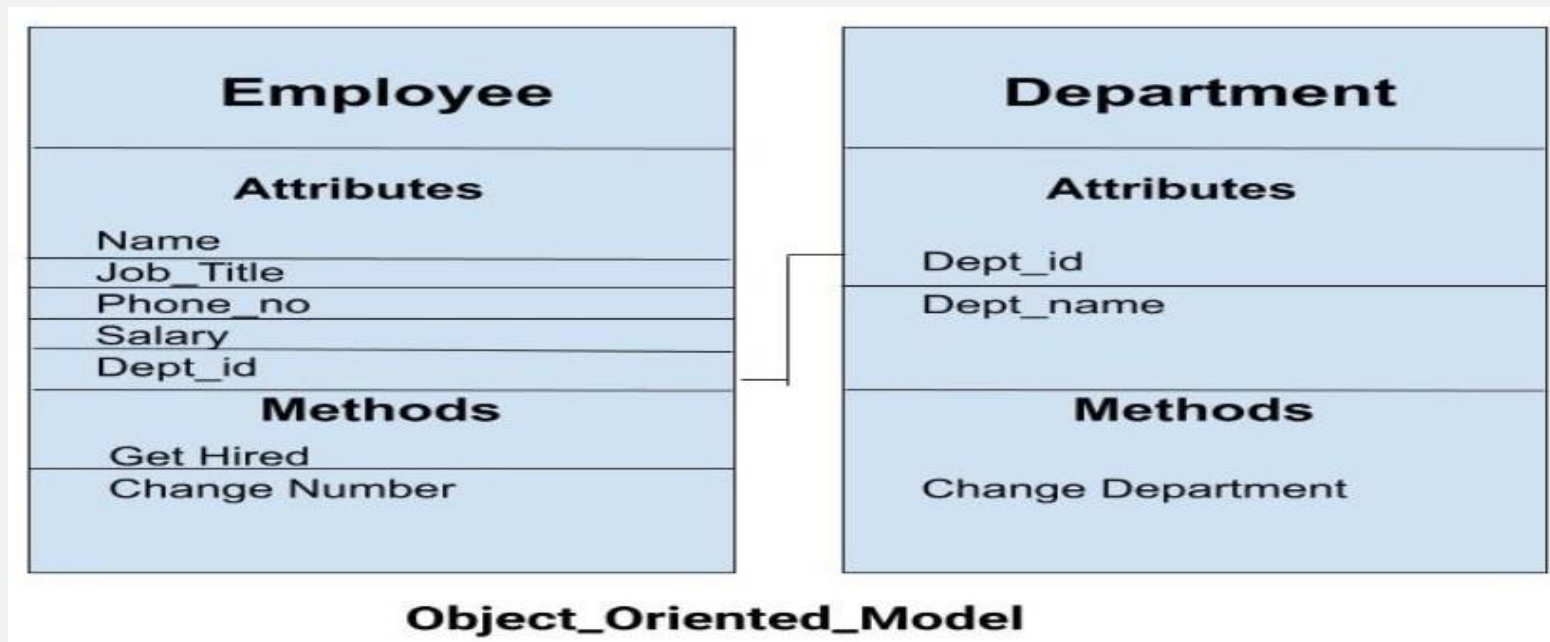 Employee
Attributes
Name
Job_Title
Phone_no
Salary
Dept_id
Methods
Get Hired
Change Number
Department
Attributes
Dept_id
Dept_name
Methods
Change Department
Object_Oriented_Model